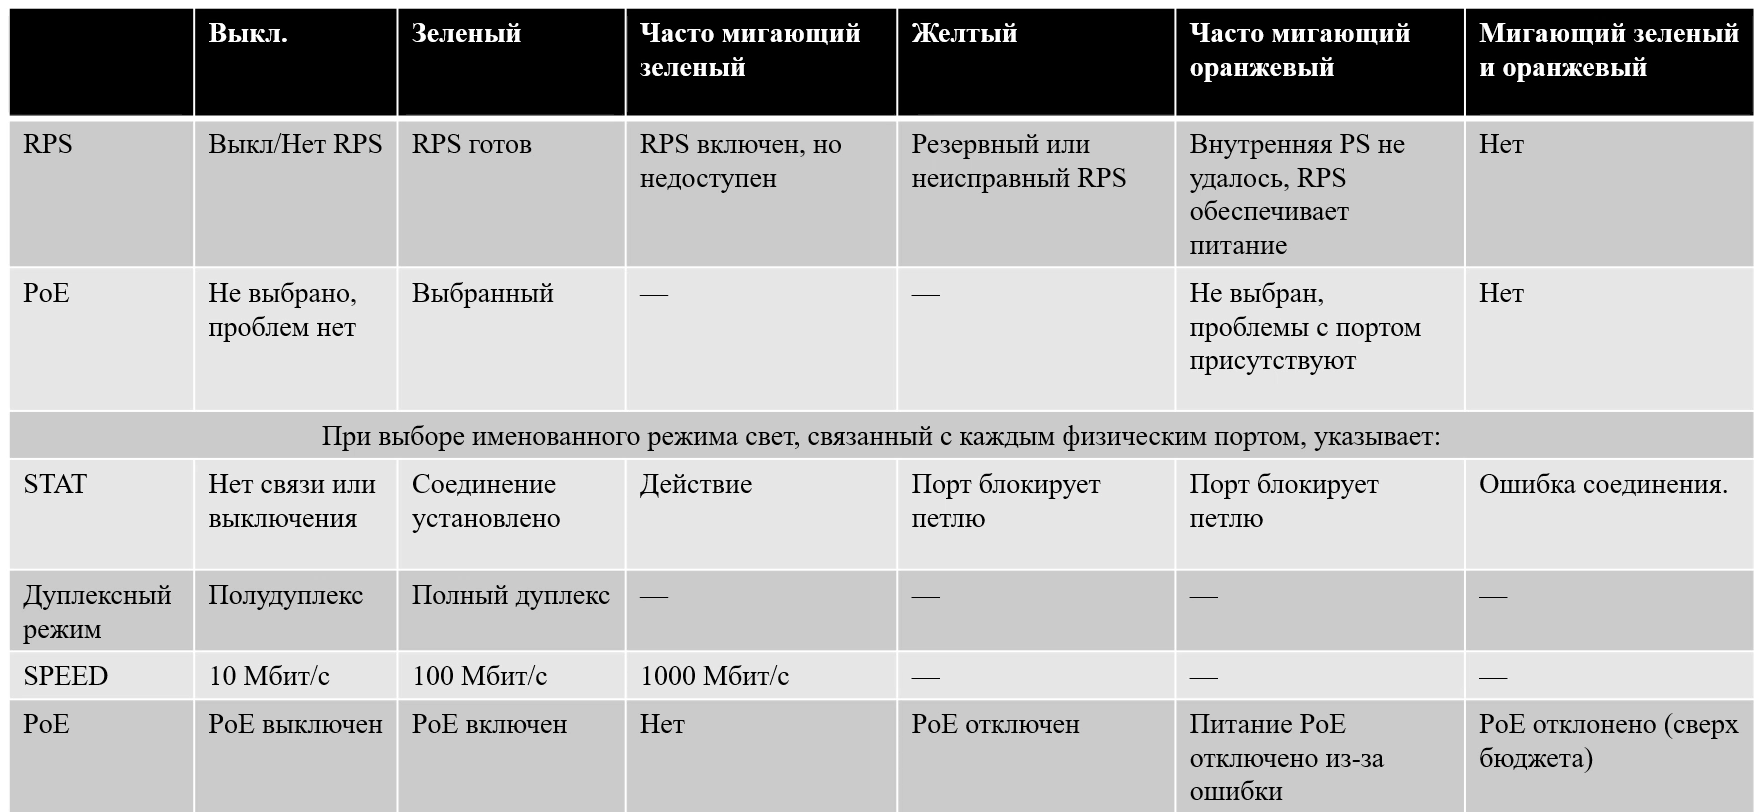 Выкл.
Зеленый
Часто мигающий
зеленый
Желтый
Часто мигающий
оранжевый
Мигающий зеленый
и оранжевый
RPS
Выкл/Нет RPS
RPS готов
RPS включен, но
недоступен
Резервный или
неисправный RPS
Внутренняя PS не
удалось, RPS
обеспечивает
питание
Нет
PoE
Не выбрано,
проблем нет
Выбранный
—
—
Не выбран,
проблемы с портом
присутствуют
Нет
При выборе именованного режима свет, связанный с каждым физическим портом, указывает:
STAT
Нет связи или
выключения
Соединение
установлено
Действие
Порт блокирует
петлю
Порт блокирует
петлю
Ошибка соединения.
Дуплексный
режим
Полудуплекс
Полный дуплекс
—
—
—
—
SPEED
10 Мбит/с
100 Мбит/с
1000 Мбит/с
—
—
—
PoE
PoE выключен
PoE включен
Нет
PoE отключен
Питание PoE
отключено из-за
ошибки
PoE отклонено (сверх
бюджета)